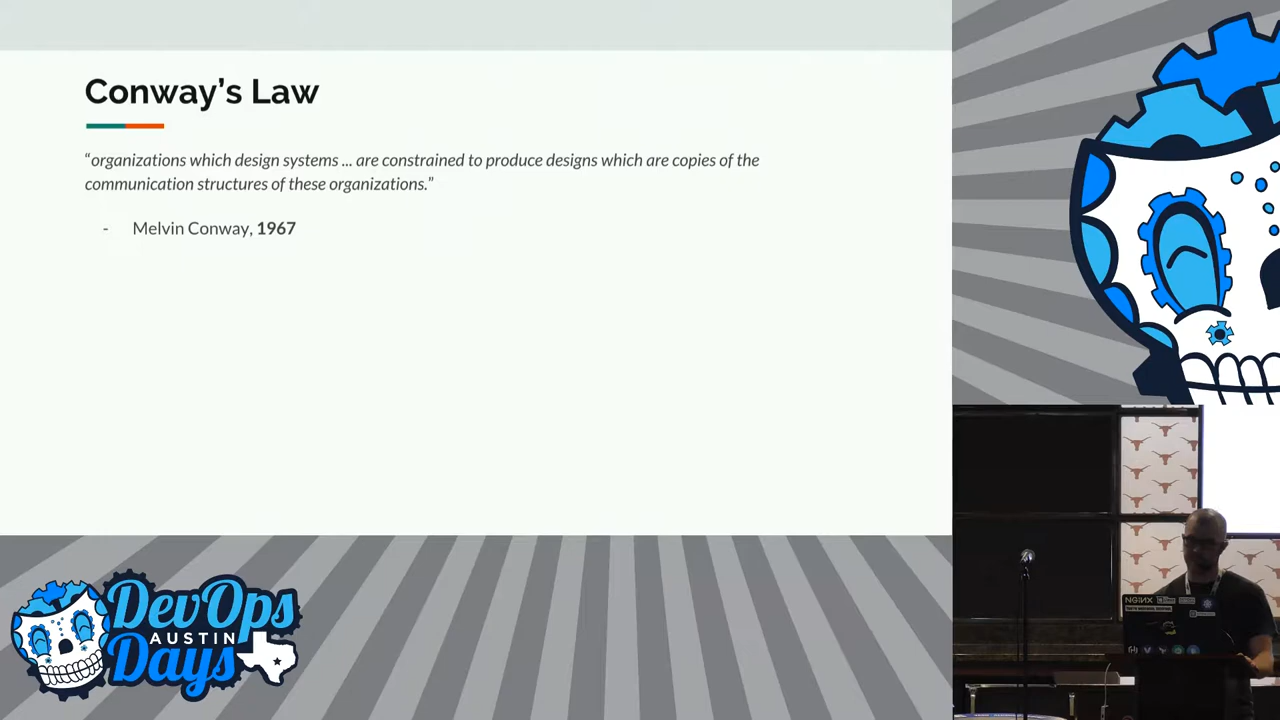 Conway’s Law
“organizations which design systems ... are constrained to produce designs which are copies of the
communication structures of these organizations.”
- Melvin Conway, 1967
DevOps
AUSTIN
Days
NGINX